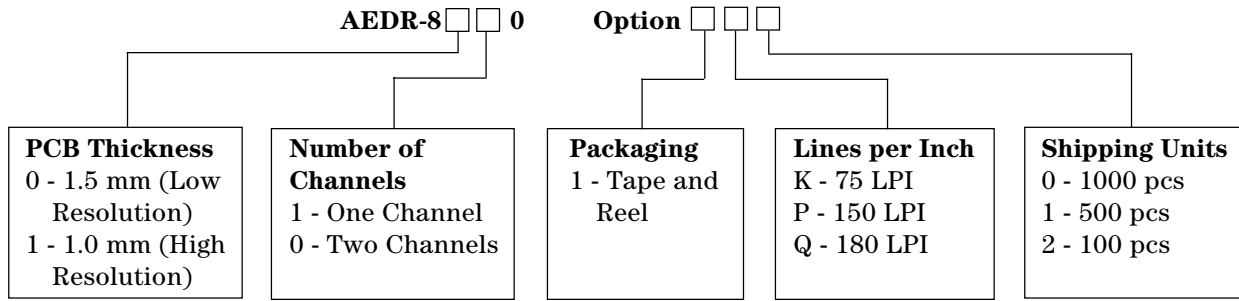 AEDR-8□□0 Option □□□
PCB Thickness
0 - 1.5 mm (Low
Resolution)
1 - 1.0 mm (High
Resolution)
Number of
Channels
1 - One Channel
0 - Two Channels
Packaging
1 - Tape and
Reel
Lines per Inch
K - 75 LPI
P - 150 LPI
Q - 180 LPI
Shipping Units
0 - 1000 pcs
1 - 500 pcs
2 - 100 pcs